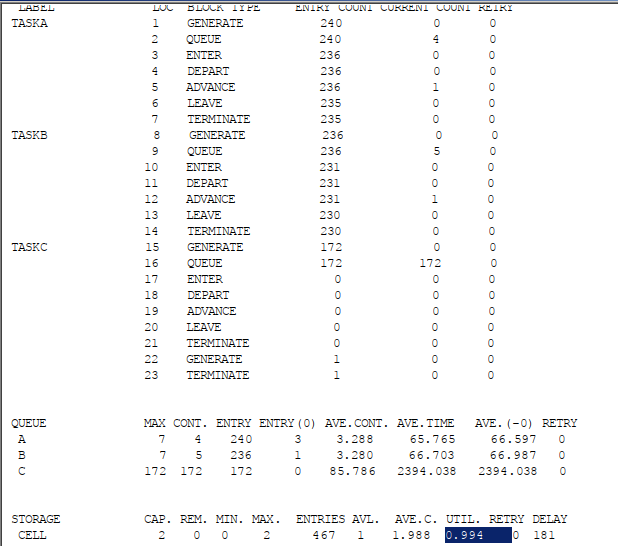 LABEL LOC BLOCK TYPE ENTRY COUNT CURRENT COUNT RETRY
TASKA 1 GENERATE 240 0 0
2 QUEUE 240 4 0
3 ENTER 236 0 0
4 DEPART 236 0 0
5 ADVANCE 236 1 0
6 LEAVE 235 0 0
7 TERMINATE 235 0 0
TASKB 8 GENERATE 236 0 0
9 QUEUE 236 5 0
10 ENTER 231 0 0
11 DEPART 231 0 0
12 ADVANCE 231 1 0
13 LEAVE 230 0 0
14 TERMINATE 230 0 0
TASKC 15 GENERATE 172 0 0
16 QUEUE 172 172 0
17 ENTER 0 0 0
18 DEPART 0 0 0
19 ADVANCE 0 0 0
20 LEAVE 0 0 0
21 TERMINATE 0 0 0
22 GENERATE 1 0 0
23 TERMINATE 1 0 0
QUEUE MAX CONT. ENTRY ENTRY(0) AVE.CONT. AVE.TIME AVE.(-0) RETRY
A 7 4 240 3 3.288 65.765 66.597 0
B 7 5 236 1 3.280 66.703 66.987 0
C 172 172 172 0 85.786 2394.038 2394.038 0
STORAGE CAP. REM. MIN. MAX. ENTRIES AVL. AVE.C. UTIL. RETRY DELAY
CELL 2 0 0 2 467 1 1.988 0.994 0 181